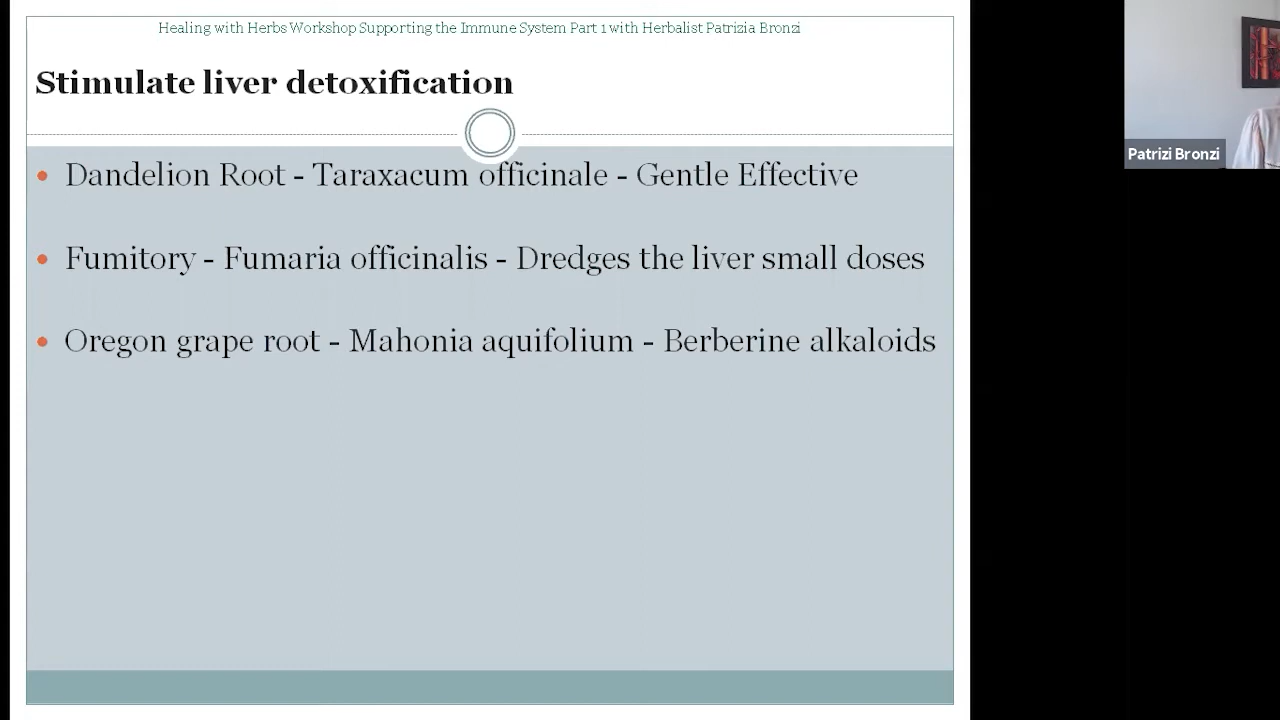 Healing with Herbs Workshop Supporting the Immune System Part 1 with Herbalist Patrizia Bronzi
Stimulate liver detoxification
Dandelion Root - Taraxacum officinale - Gentle Effective
Fumitory - Fumaria officinalis - Dredges the liver small doses
Oregon grape root - Mahonia aquifolium - Berberine alkaloids
Patrizi Bronzi